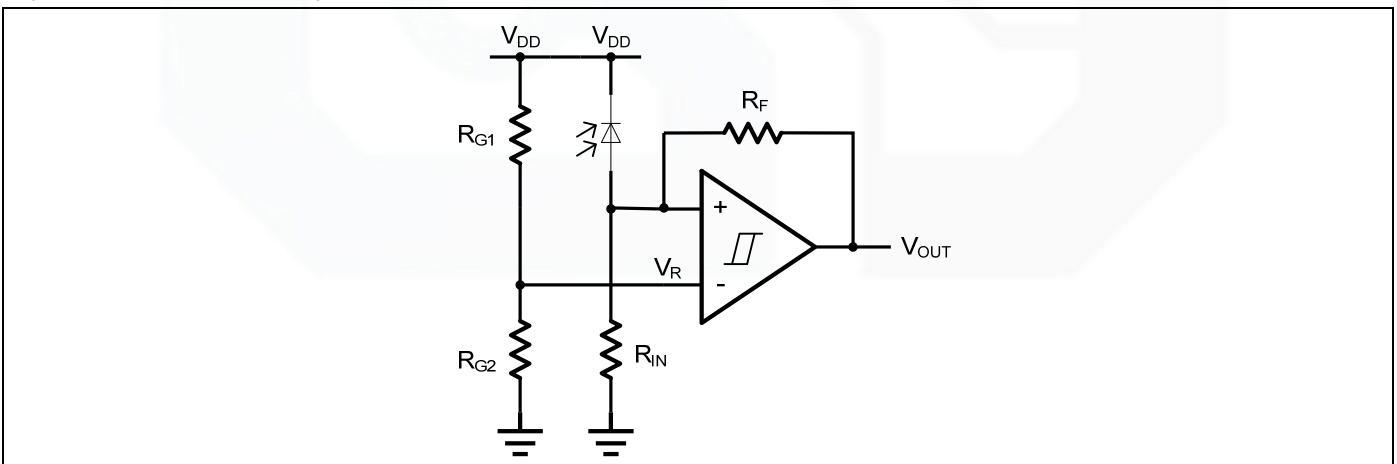 VDD VDD
RF
RG1
+
VR
-
VOUT
RG2
RIN